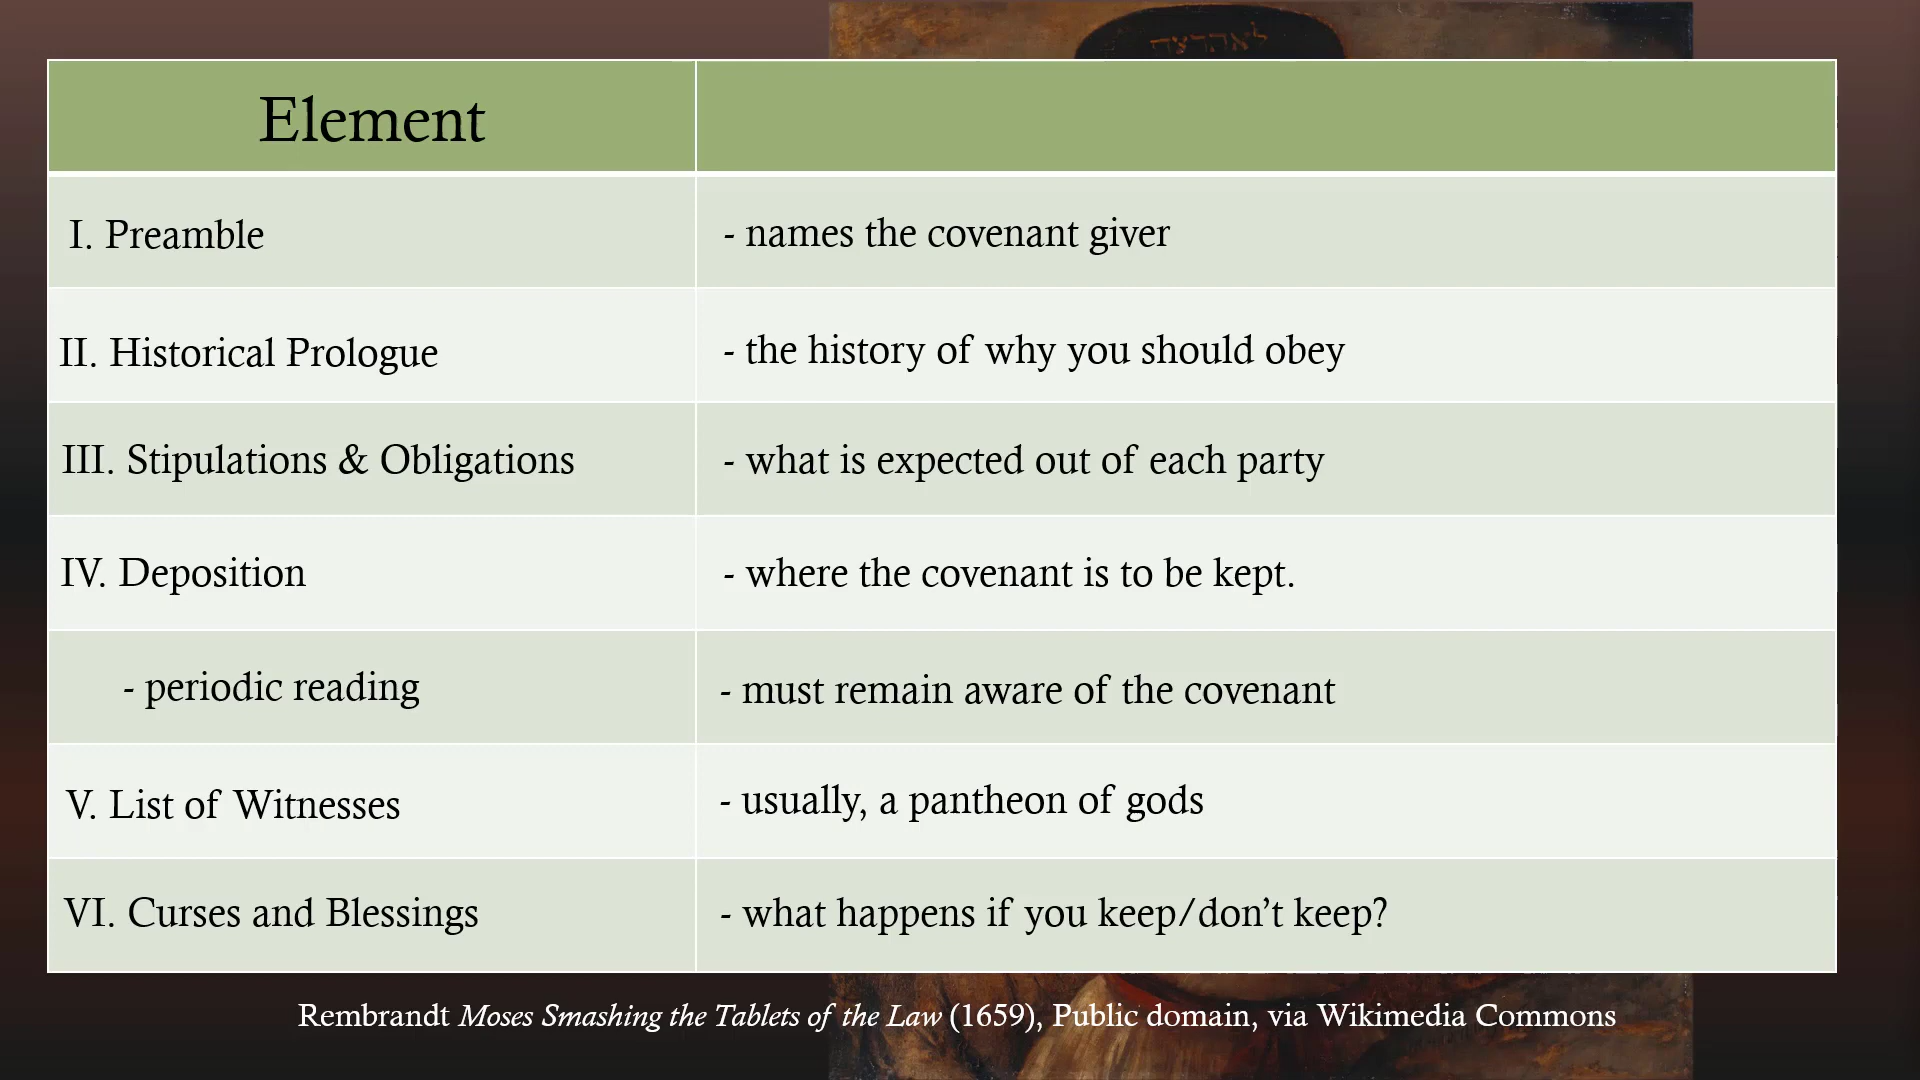 Element
I. Preamble
- names the covenant giver
II. Historical Prologue
- the history of why you should obey
III. Stipulations & Obligations
- what is expected out of each party
IV. Deposition
- where the covenant is to be kept.
- periodic reading
- must remain aware of the covenant
V. List of Witnesses
- usually, a pantheon of gods
VI. Curses and Blessings
- what happens if you keep/don’t keep?
Rembrandt Moses Smashing the Tablets of the Law (1659), Public domain, via Wikimedia Commons